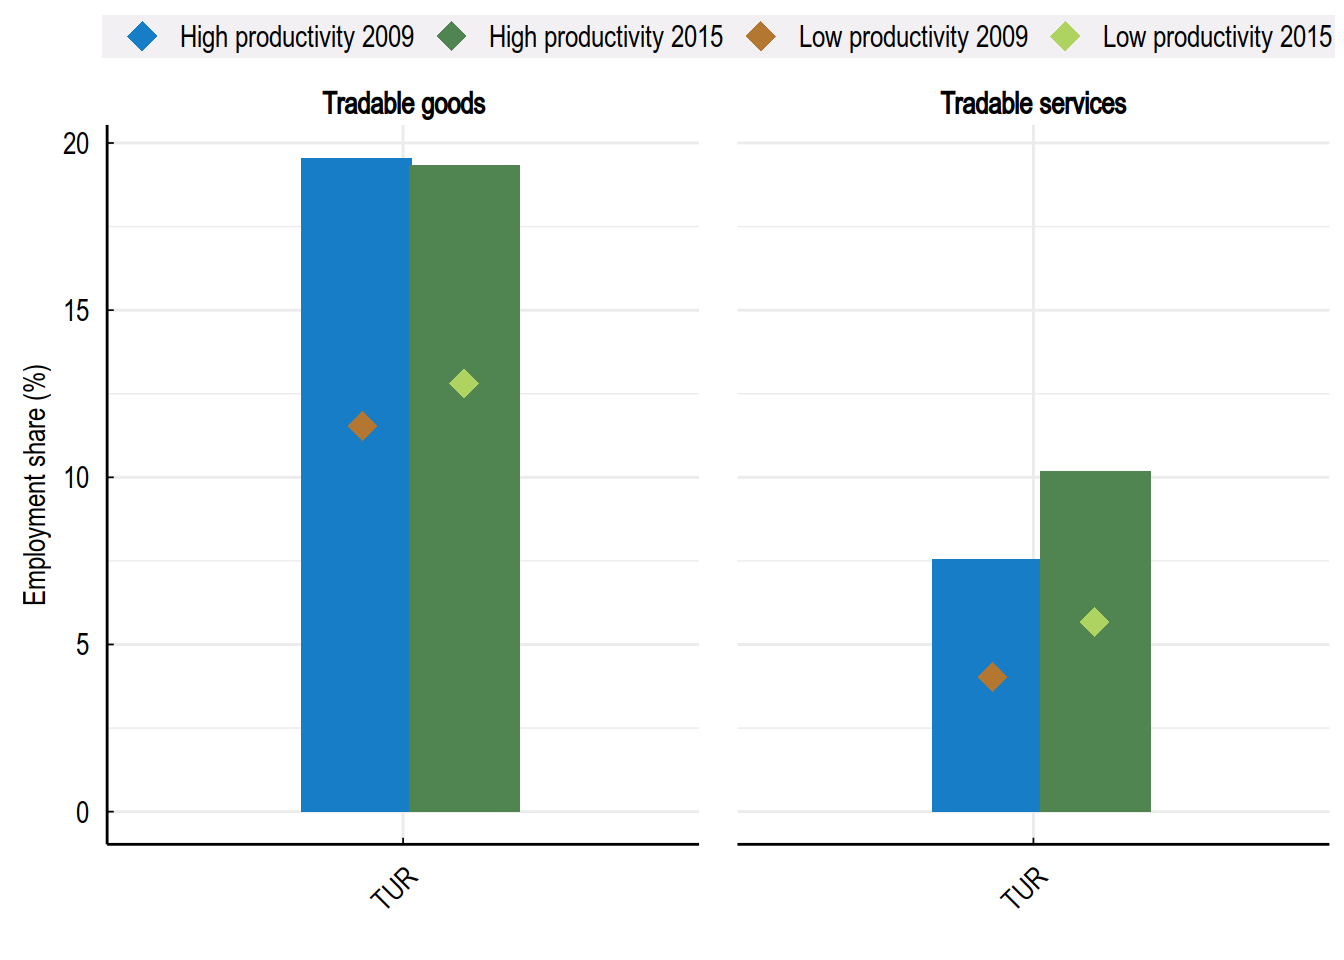 High productivity 2009 High productivity 2015 Low productivity 2009 Low productivity 2015
Tradable goods Tradable services
Employment share (%)
20
15
10
5
0
TUR TUR